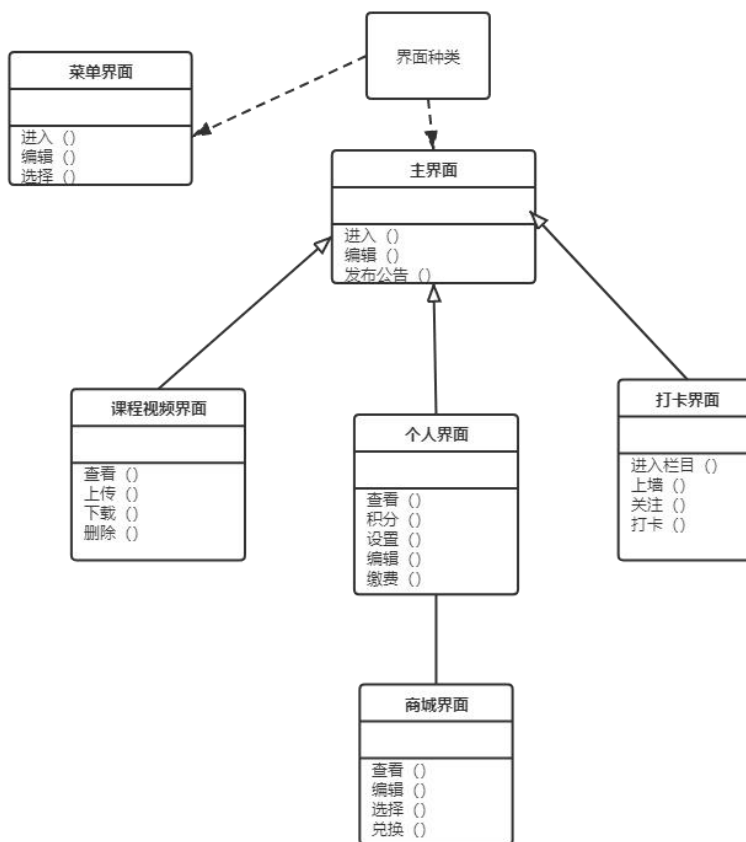 界面种类
菜单界面
进入（）
编辑（）
选择（）
主界面
进入（）
编辑（）
发布公告（）
课程视频界面
查看（）
上传（）
下载（）
删除（）
个人界面
查看（）
积分（）
设置（）
编辑（）
缴费（）
打卡界面
进入栏目（）
上墙（）
关注（）
打卡（）
商城界面
查看（）
编辑（）
选择（）
兑换（）